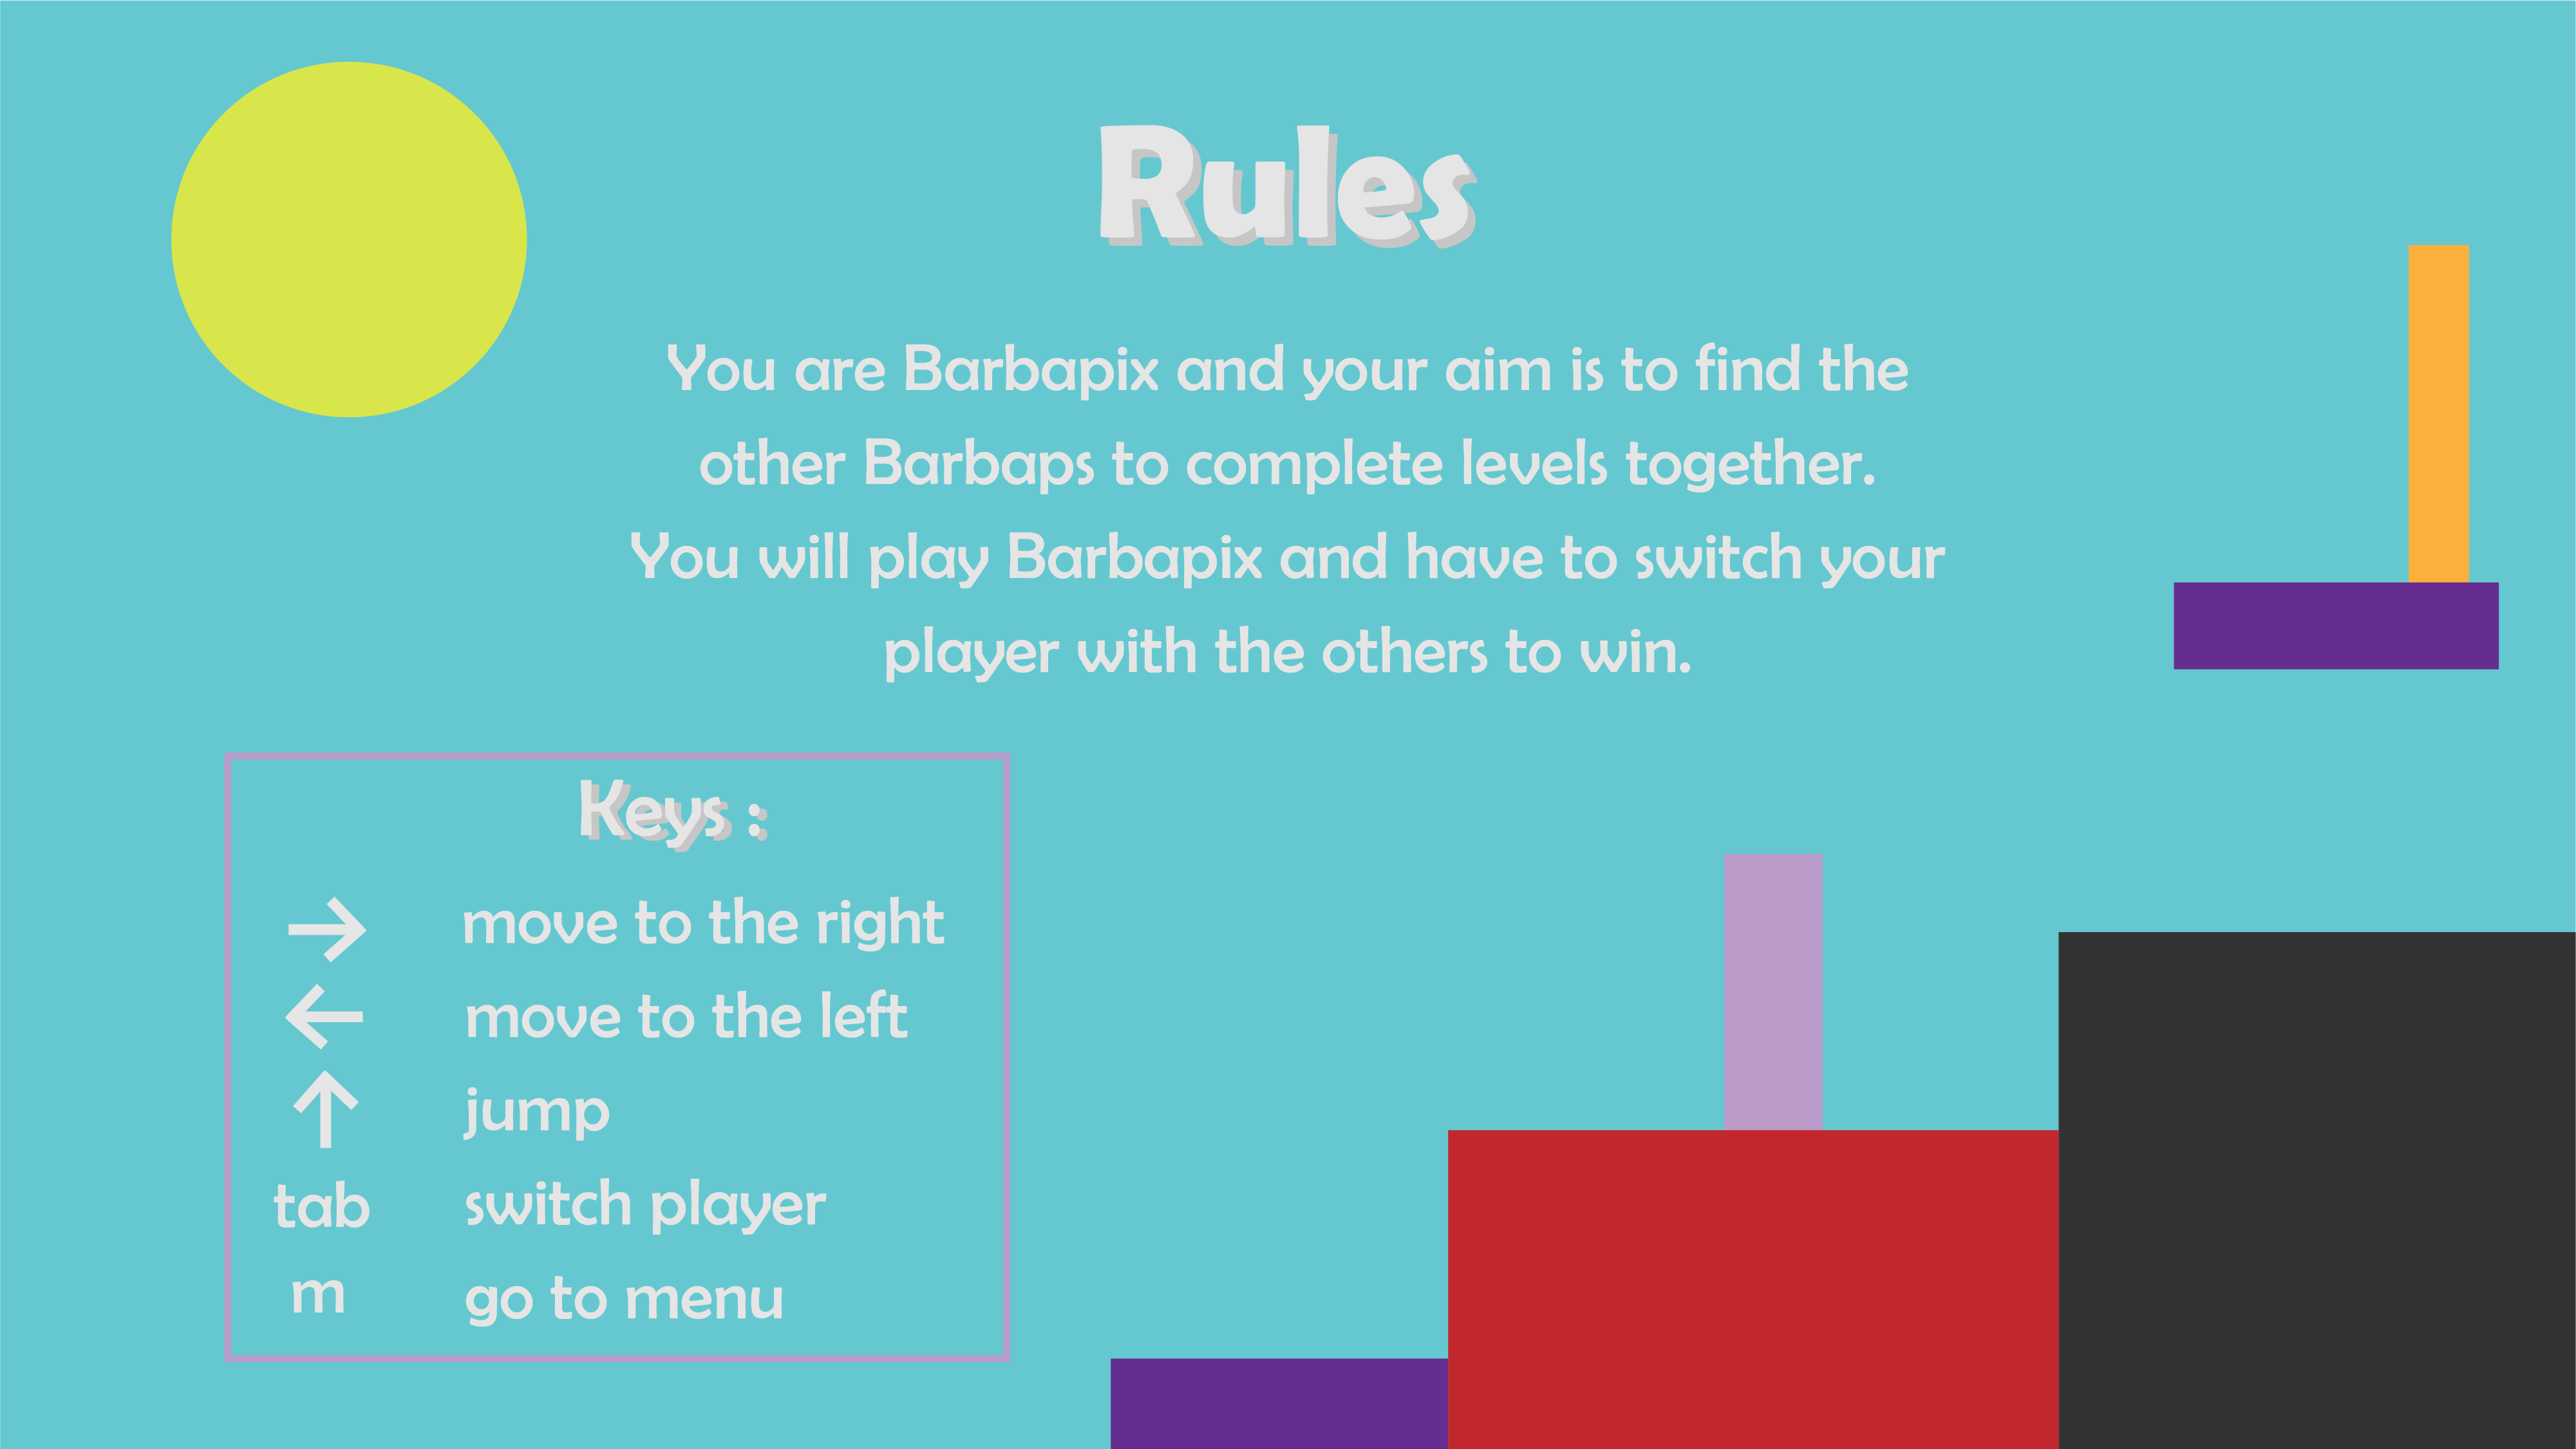 Rules
You are Barbapix and your aim is to find the
other Barbaps to complete levels together.
You will play Barbapix and have to switch your
player with the others to win.
Keys :
→ move to the right
← move to the left
↑ jump
tab switch player
m go to menu